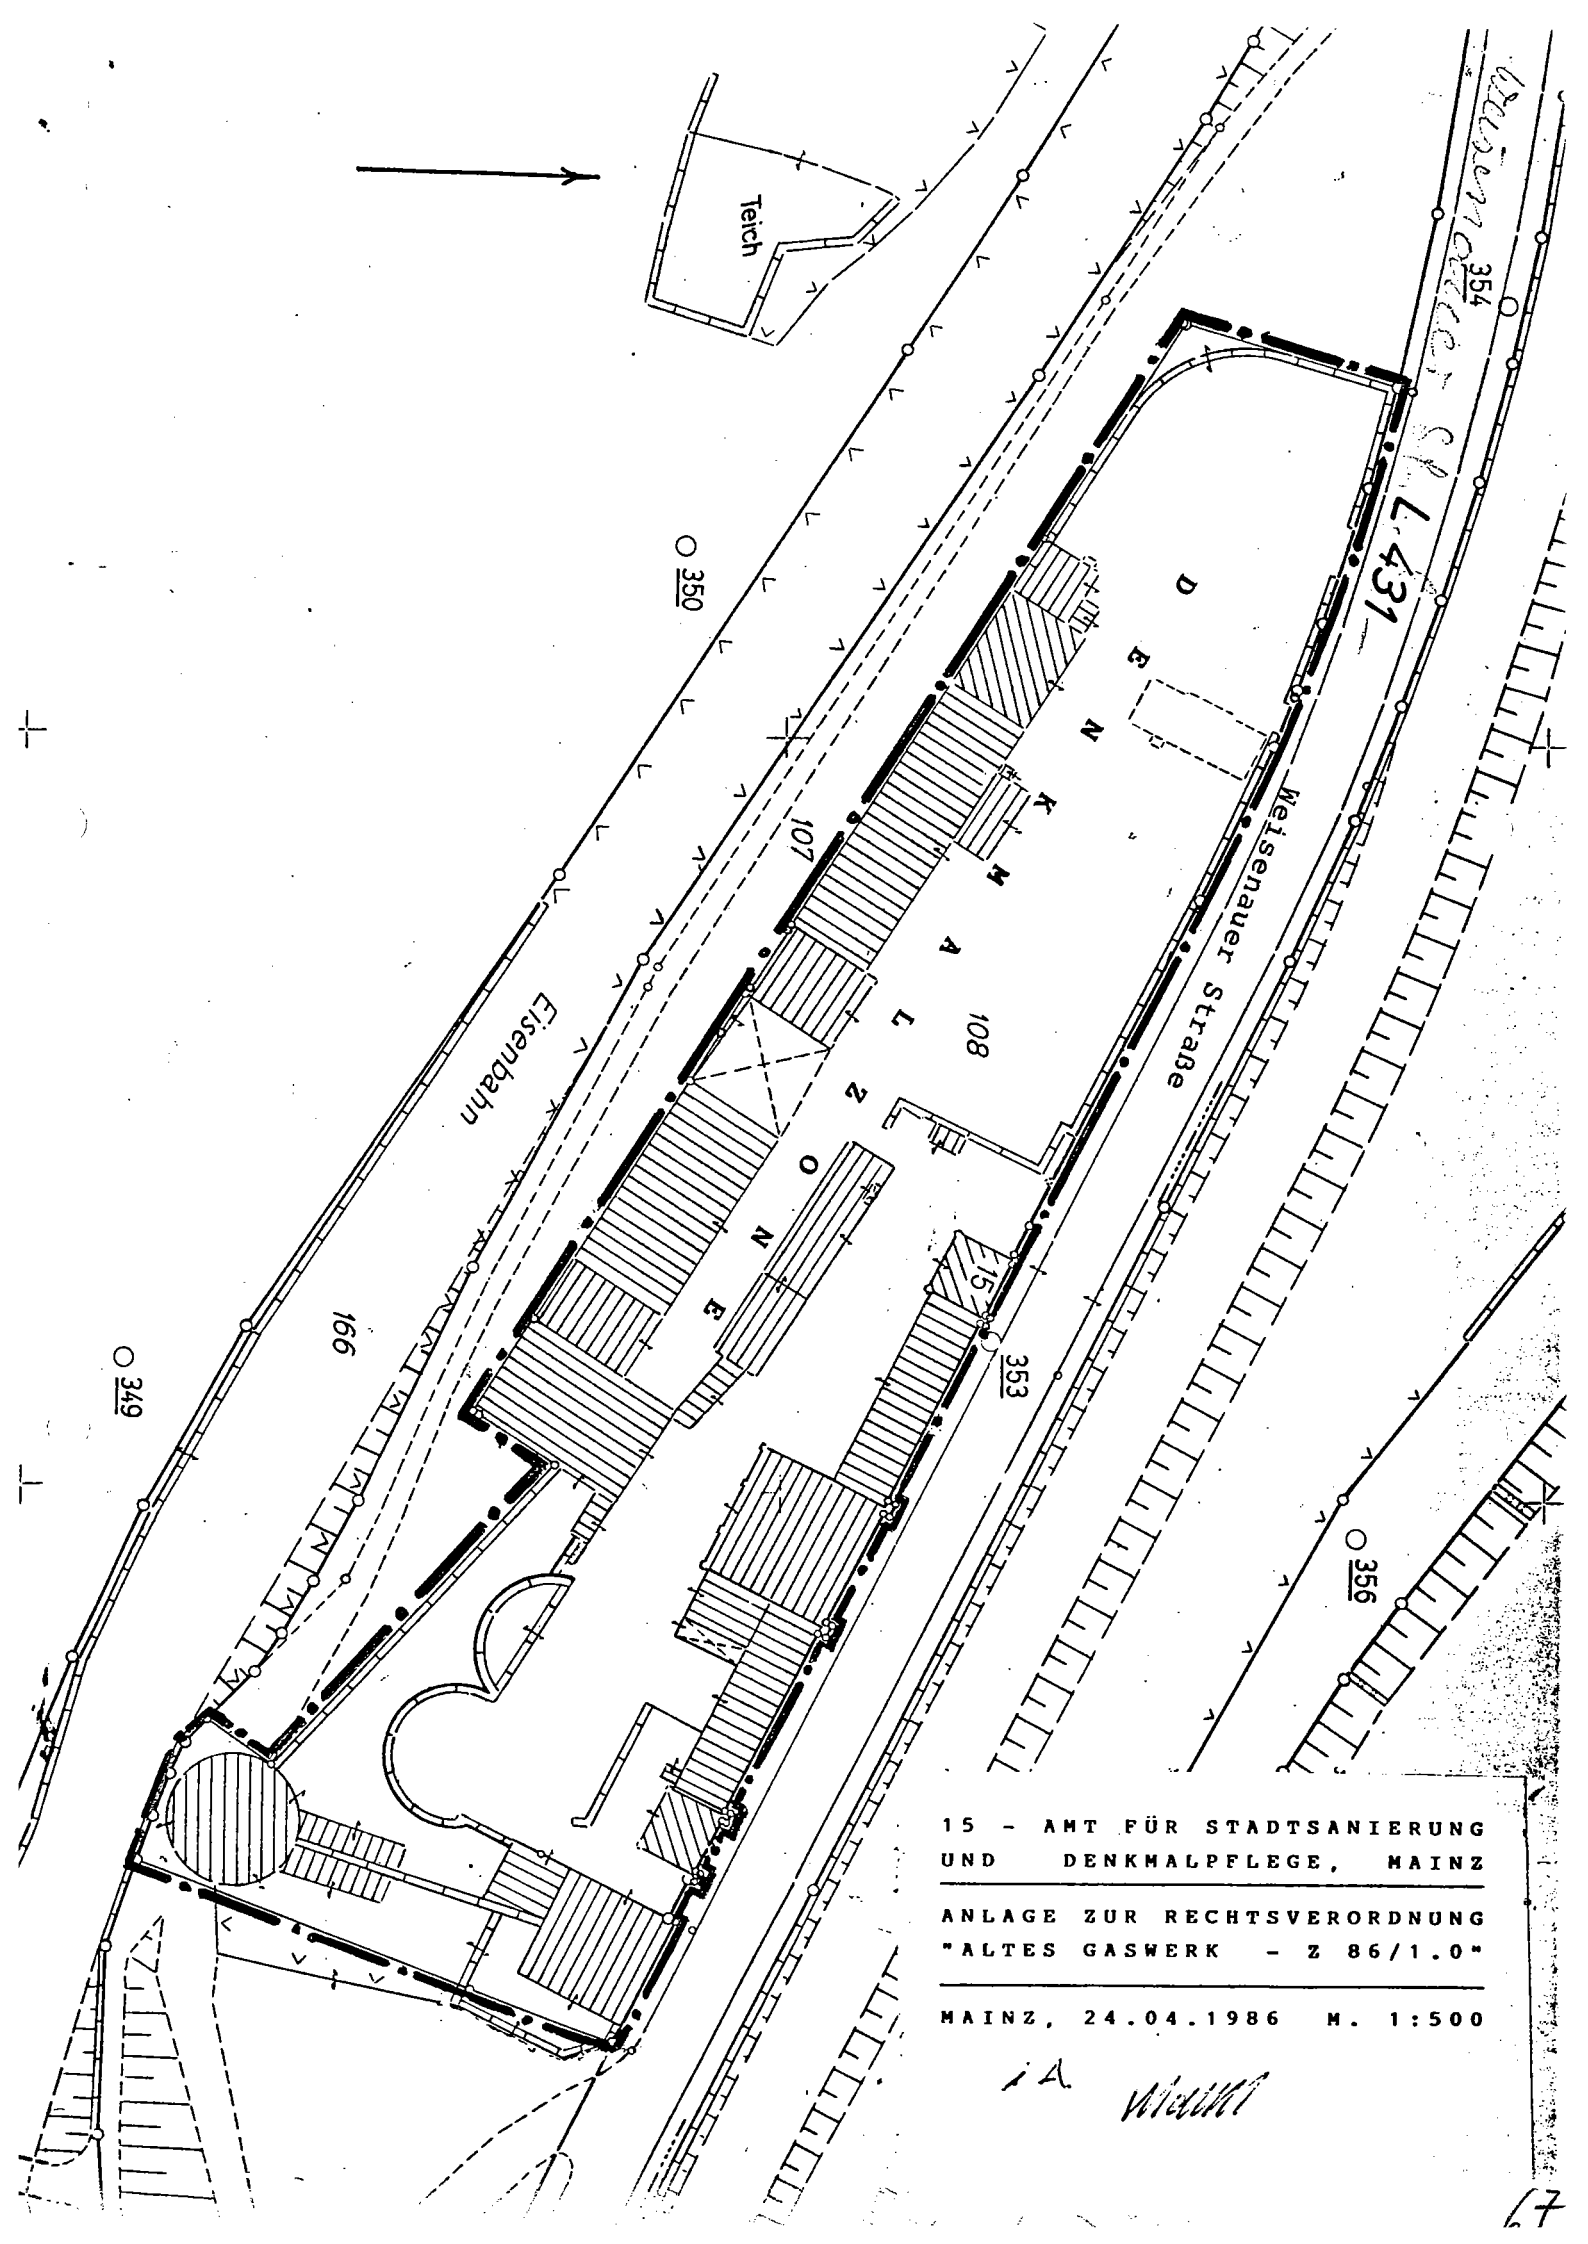 Teich
354
L 431
350
DENKMALZONE
107
Weisenauer Straße
108
Eisenbahn
15
353
166
349
356
15 - AMT FÜR STADTSANIERUNG
UND DENKMALPFLEGE, MAINZ
ANLAGE ZUR RECHTSVERORDNUNG
"ALTES GASWERK - Z 86/1.0"
MAINZ, 24.04.1986 M. 1:500
i.A.
67